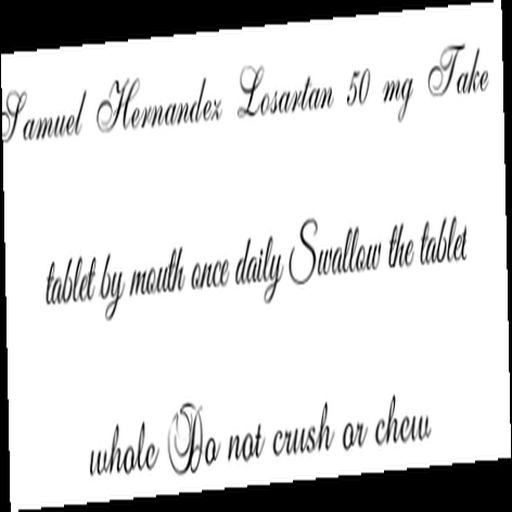 Samuel Hernandez Losartan 50 mg Take
tablet by mouth once daily Swallow the tablet
whole Do not crush or chew